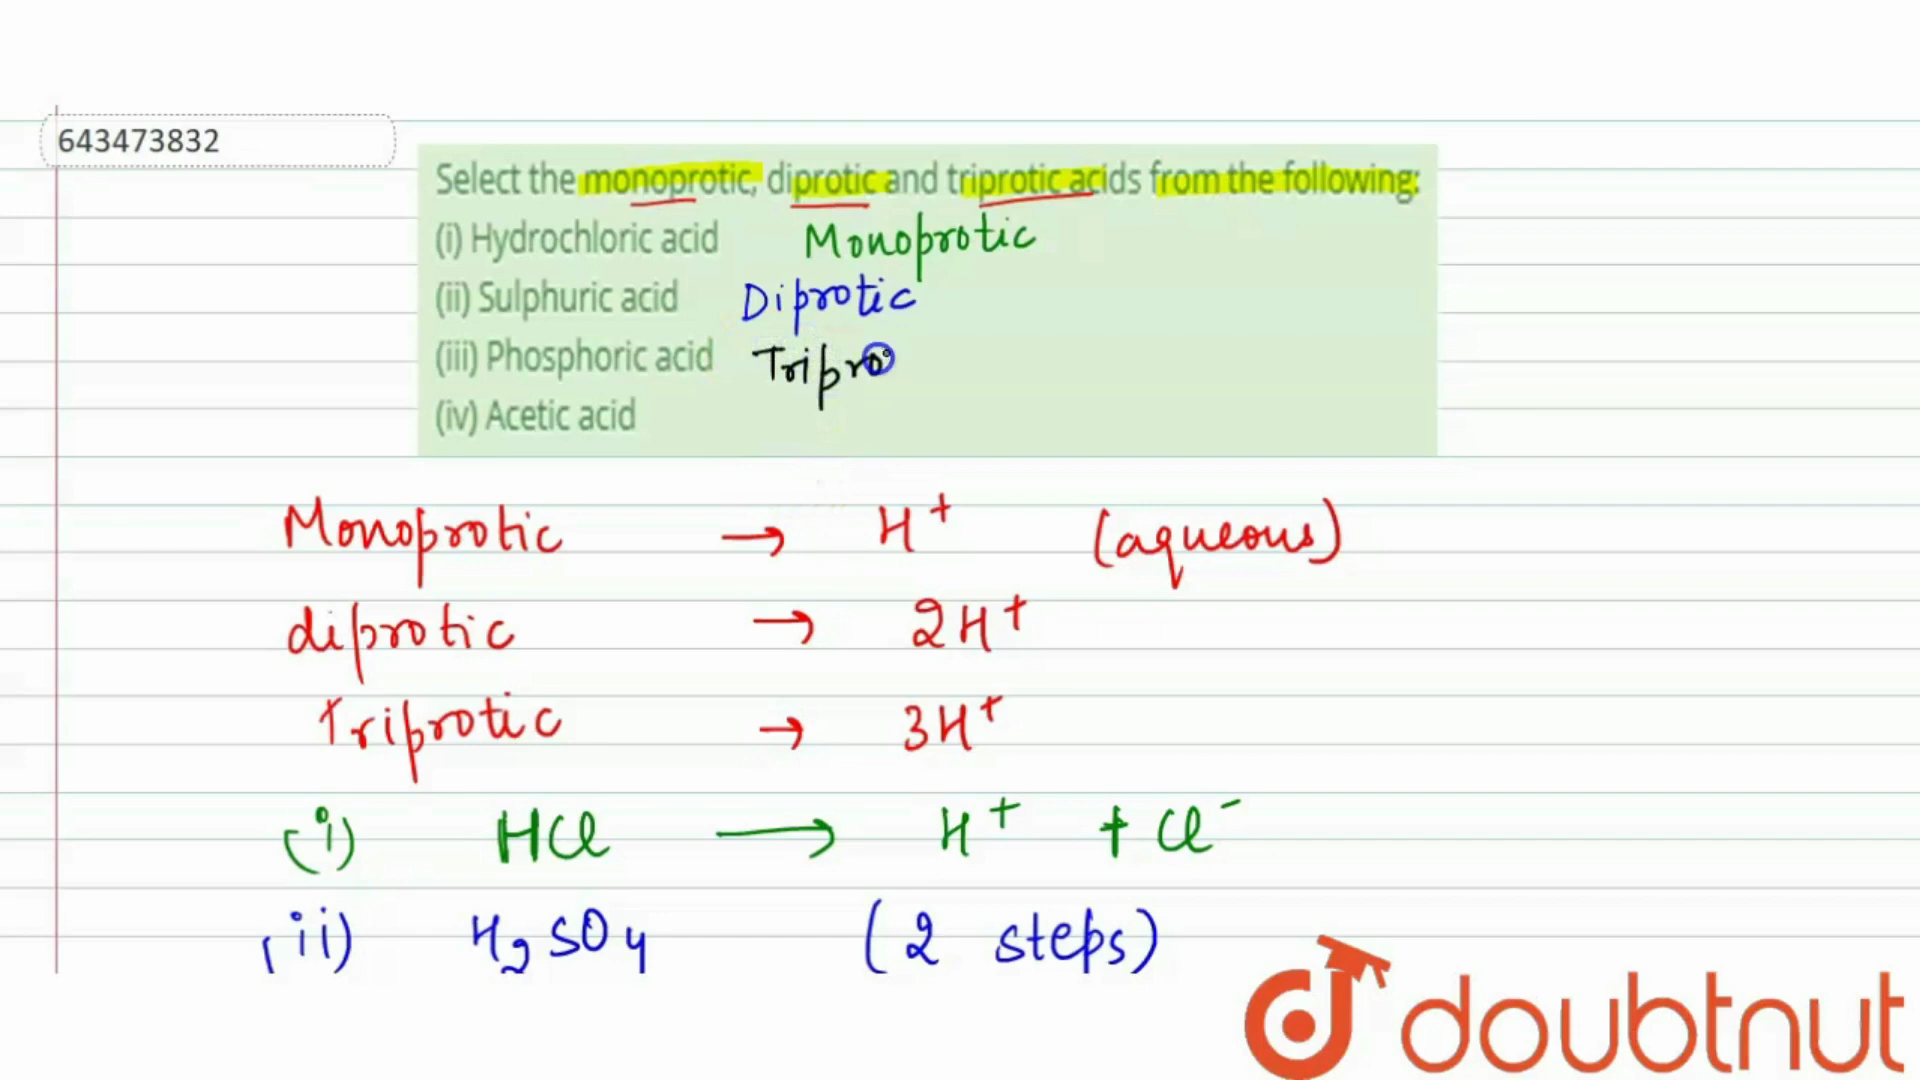 643473832
Select the monoprotic, diprotic and triprotic acids from the following:
(i) Hydrochloric acid Monoprotic
(ii) Sulphuric acid Diprotic
(iii) Phosphoric acid Tripro
(iv) Acetic acid
Monoprotic → H⁺ (aqueous)
diprotic → 2H⁺
Triprotic → 3H⁺
(i) HCl → H⁺ + Cl⁻
(ii) H₂SO₄ (2 steps)
doubtnut